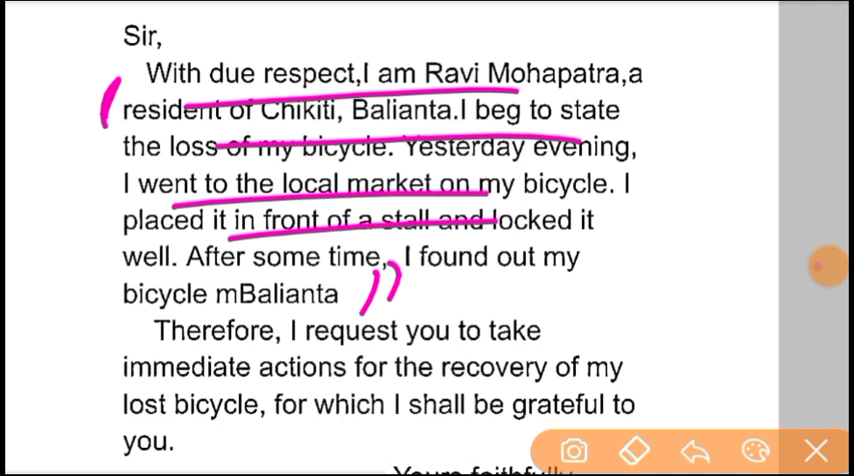 Sir,
With due respect,I am Ravi Mohapatra,a
resident of Chikiti, Balianta.I beg to state
the loss of my bicycle. Yesterday evening,
I went to the local market on my bicycle. I
placed it in front of a stall and locked it
well. After some time, I found out my
bicycle mBalianta
Therefore, I request you to take
immediate actions for the recovery of my
lost bicycle, for which I shall be grateful to
you.
Yours faithfully